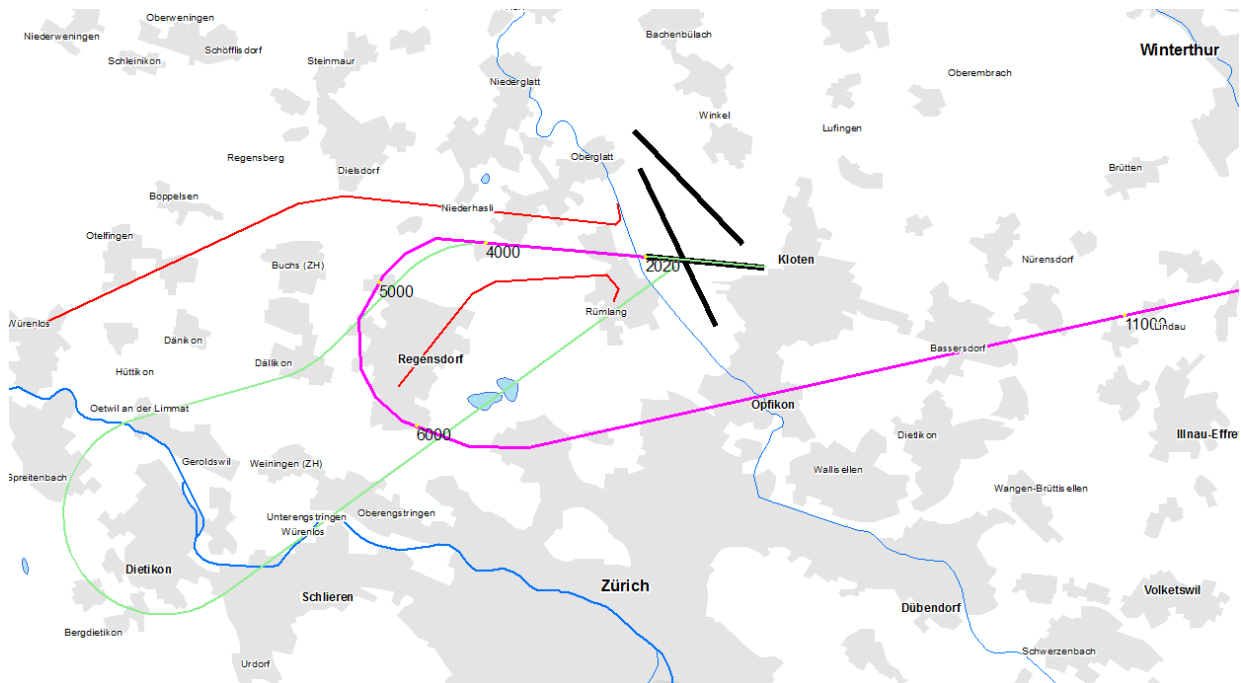 Oberweningen
Niederweningen
Schöfflisdorf
Schleinikon
Steinmaur
Bachenbülach
Winterthur
Oberembrach
Niederglatt
Winkel
Lufingen
Oberglatt
Regensberg
Dielsdorf
Brütten
Boppelsen
Niederhasli
Otelfingen
4000
2020
Kloten
Nürensdorf
Buchs (ZH)
5000
Rümlang
Würenlos
11000
Lindau
Dänikon
Bassersdorf
Regensdorf
Dällikon
Hüttikon
Opfikon
Oetwil an der Limmat
6000
Dietlikon
Illnau-Effret
Geroldswil
Weiningen (ZH)
Wallisellen
Spreitenbach
Wangen-Brüttisellen
Unterengstringen
Oberengstringen
Würenlos
Dietikon
Zürich
Schlieren
Volketswil
Dübendorf
Bergdietikon
Schwerzenbach
Urdorf